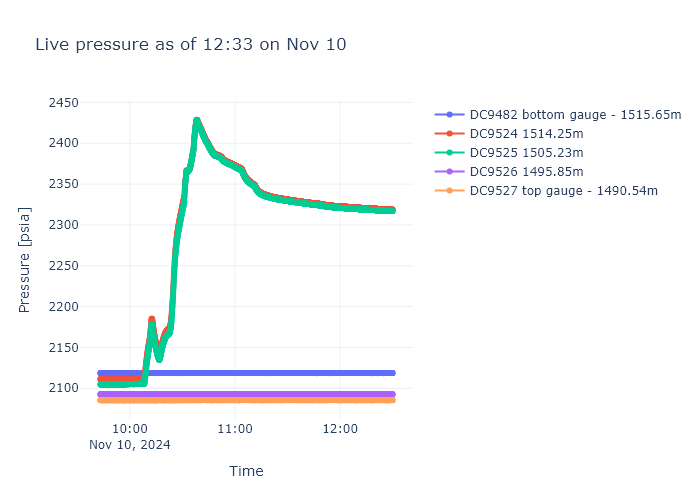 Live pressure as of 12:33 on Nov 10
2450
2400
2350
2300
2250
2200
2150
2100
Pressure [psia]
10:00
Nov 10, 2024
11:00
12:00
Time
DC9482 bottom gauge - 1515.65m
DC9524 1514.25m
DC9525 1505.23m
DC9526 1495.85m
DC9527 top gauge - 1490.54m